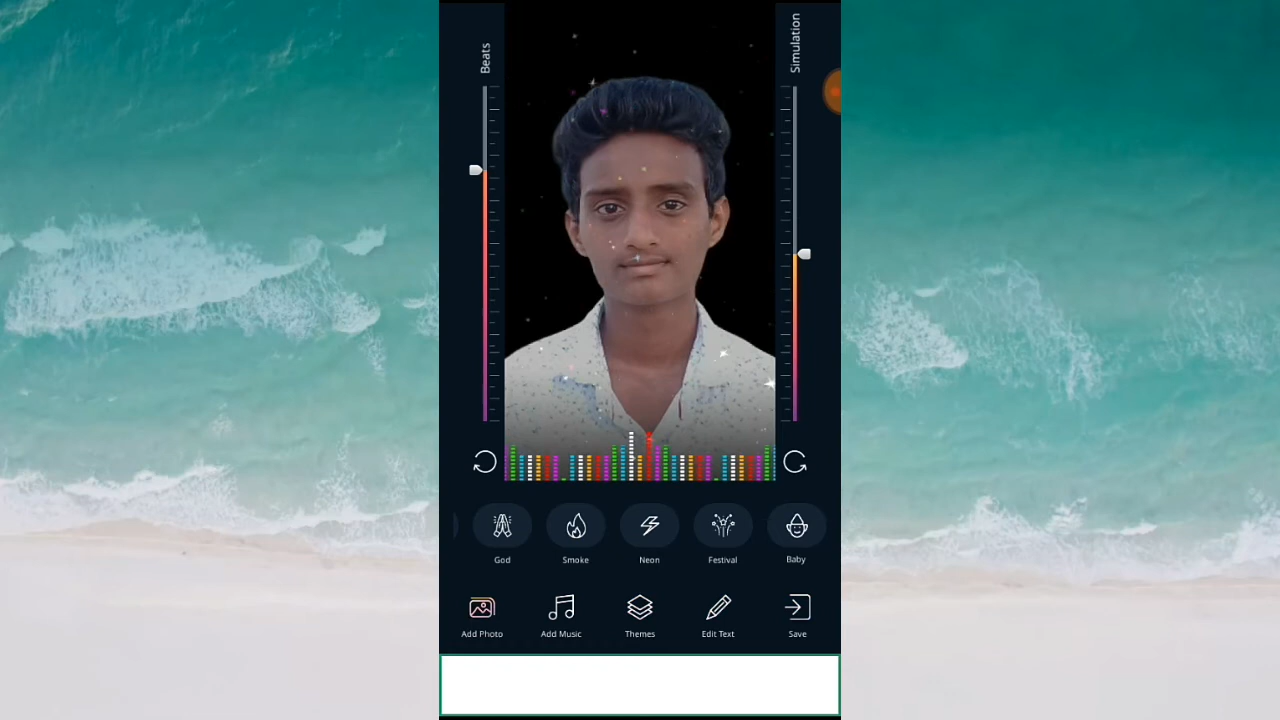 Beats
Simulation
God
Smoke
Neon
Festival
Baby
Add Photo
Add Music
Themes
Edit Text
Save